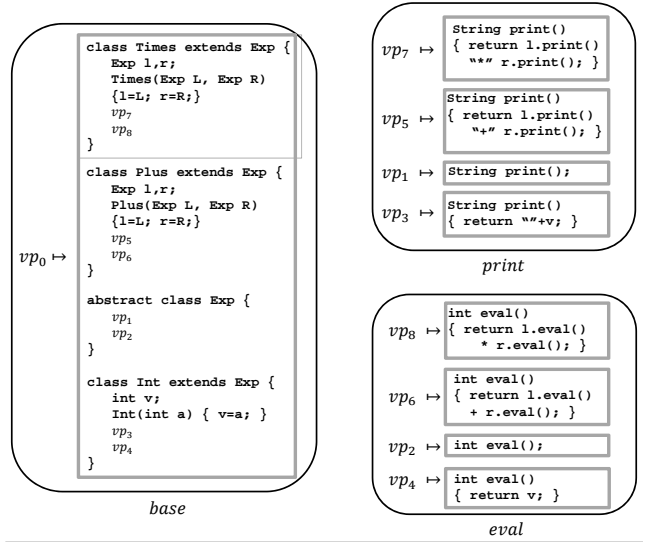 vp0 ↦
class Times extends Exp {
Exp l,r;
Times(Exp L, Exp R)
{l=L; r=R;}
vp7
vp8
}
class Plus extends Exp {
Exp l,r;
Plus(Exp L, Exp R)
{l=L; r=R;}
vp5
vp6
}
abstract class Exp {
vp1
vp2
}
class Int extends Exp {
int v;
Int(int a) { v=a; }
vp3
vp4
}
base
vp7 ↦ String print()
{ return l.print()
“*” r.print(); }
vp5 ↦ String print()
{ return l.print()
“+” r.print(); }
vp1 ↦ String print();
vp3 ↦ String print()
{ return “”+v; }
print
vp8 ↦ int eval()
{ return l.eval()
* r.eval(); }
vp6 ↦ int eval()
{ return l.eval()
+ r.eval(); }
vp2 ↦ int eval();
vp4 ↦ int eval()
{ return v; }
eval